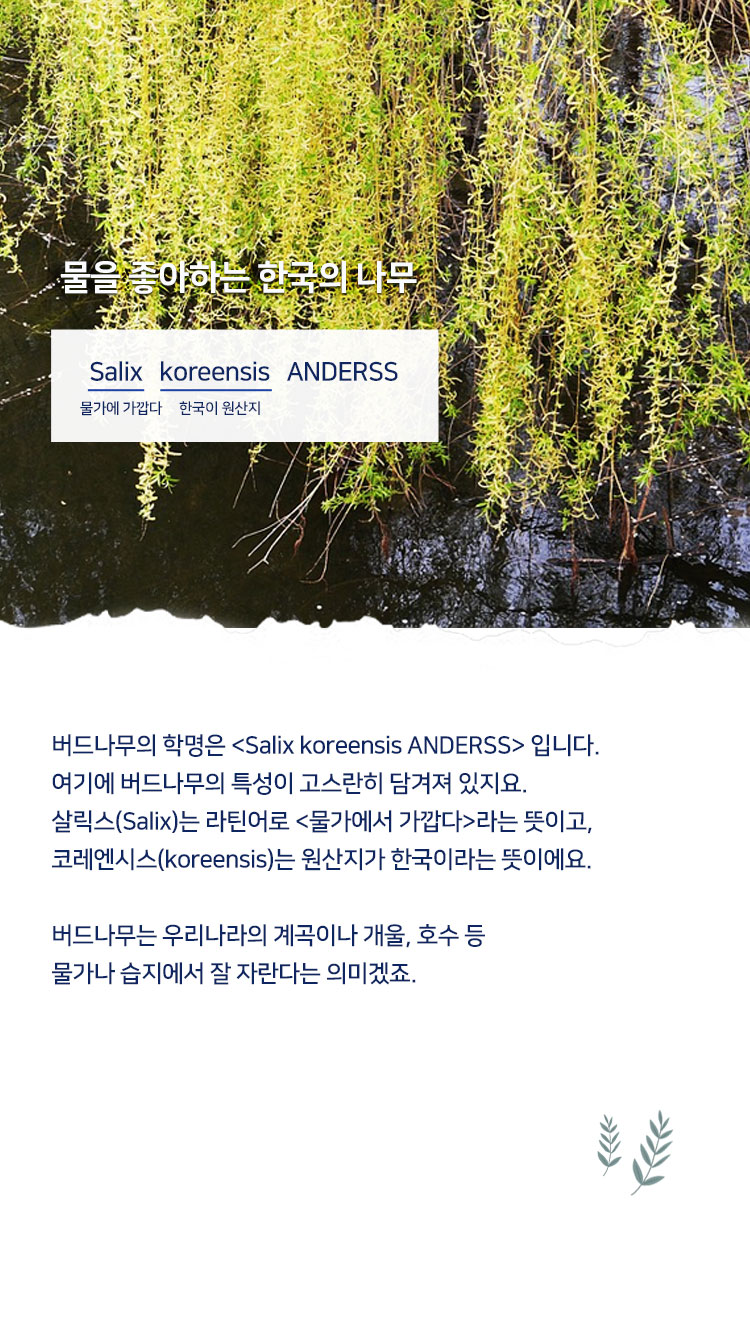 물을 좋아하는 한국의 나무
Salix koreensis ANDERSS
물가에 가깝다 한국이 원산지
버드나무의 학명은 <Salix koreensis ANDERSS> 입니다.
여기에 버드나무의 특성이 고스란히 담겨져 있지요.
살릭스(Salix)는 라틴어로 <물가에서 가깝다>라는 뜻이고,
코레엔시스(koreensis)는 원산지가 한국이라는 뜻이에요.
버드나무는 우리나라의 계곡이나 개울, 호수 등
물가나 습지에서 잘 자란다는 의미겠죠.